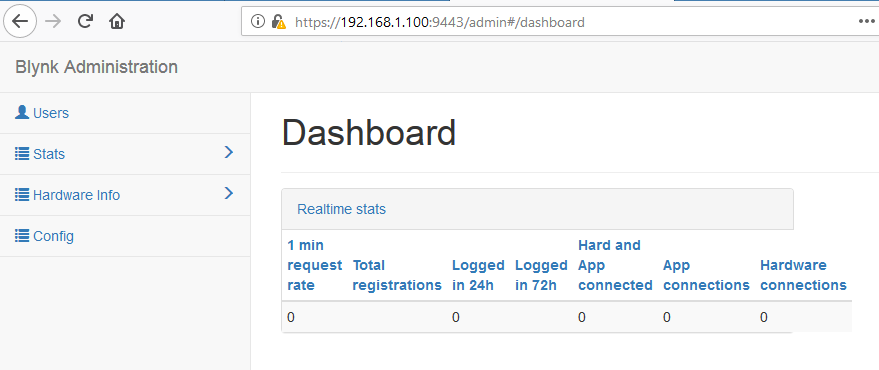 https://192.168.1.100:9443/admin#/dashboard
Blynk Administration
Users
Stats
Hardware Info
Config
Dashboard
Realtime stats
1 min request rate
Total registrations
Logged in 24h
Logged in 72h
Hard and App connected
App connections
Hardware connections
0 0 0 0 0